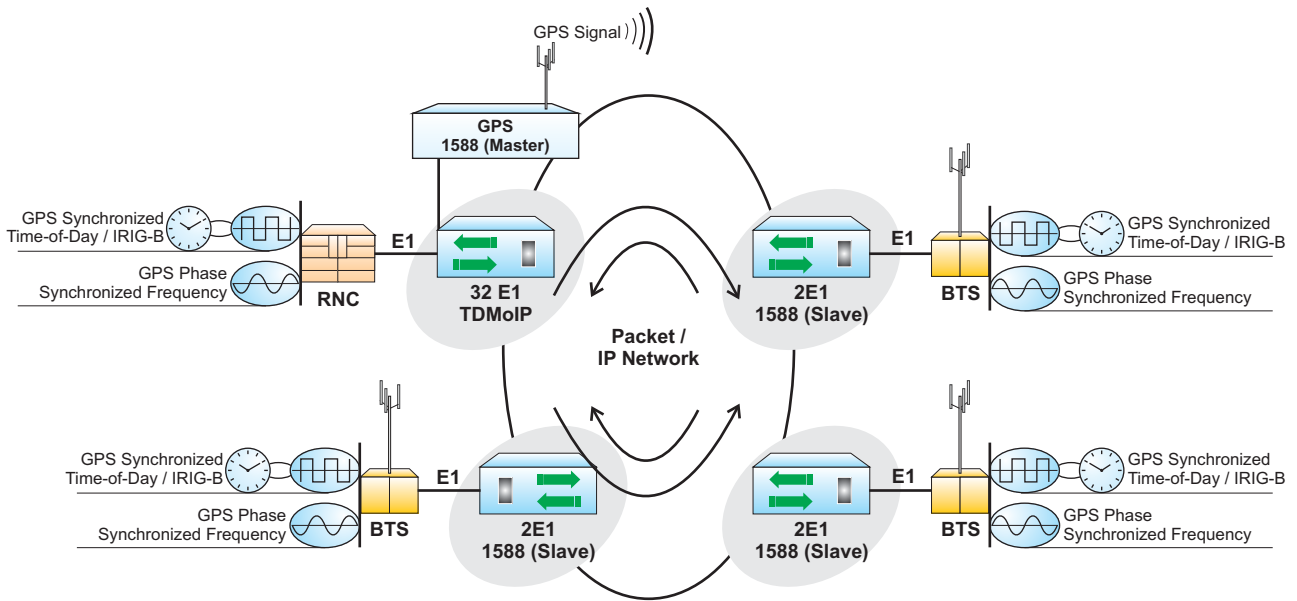 GPS Signal
GPS
1588 (Master)
GPS Synchronized
Time-of-Day / IRIG-B
GPS Phase
Synchronized Frequency
RNC
E1
32 E1
TDMoIP
2E1
1588 (Slave)
E1
BTS
GPS Synchronized
Time-of-Day / IRIG-B
GPS Phase
Synchronized Frequency
Packet /
IP Network
GPS Synchronized
Time-of-Day / IRIG-B
GPS Phase
Synchronized Frequency
BTS
E1
2E1
1588 (Slave)
2E1
1588 (Slave)
E1
BTS
GPS Synchronized
Time-of-Day / IRIG-B
GPS Phase
Synchronized Frequency